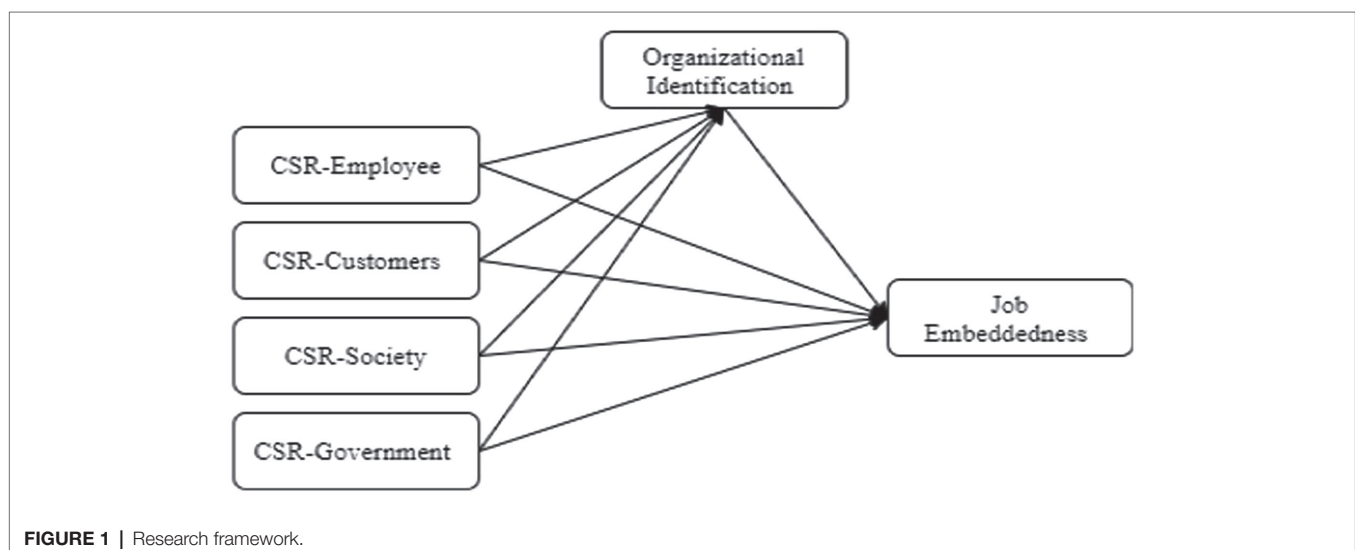 Organizational
Identification
CSR-Employee
CSR-Customers
CSR-Society
CSR-Government
Job
Embeddedness
FIGURE 1 | Research framework.